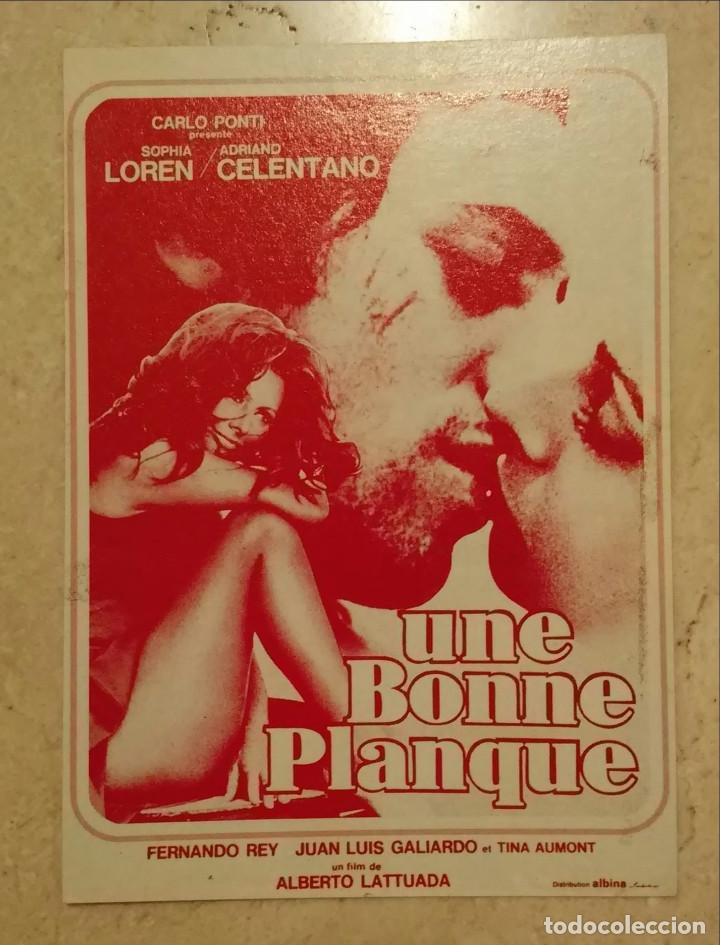 CARLO PONTI
presente
SOPHIA / ADRIANO
LOREN / CELENTANO
une
Bonne
Planque
FERNANDO REY JUAN LUIS GALIARDO et TINA AUMONT
un film de
ALBERTO LATTUADA
Distribution albina
todocoleccion